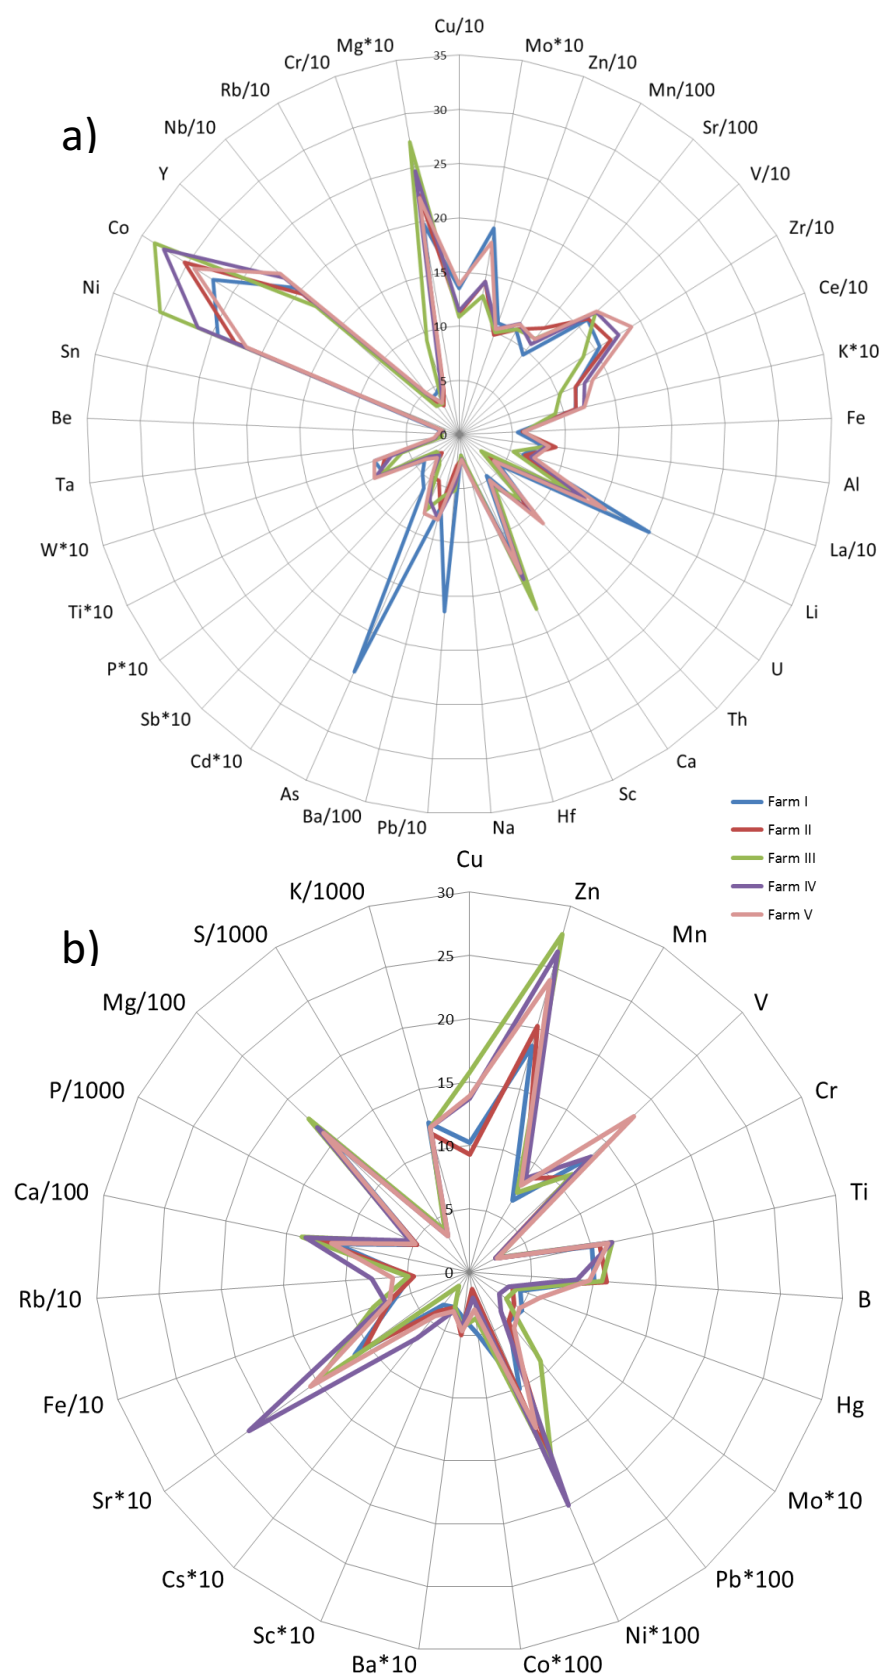 a)
Cu/10
Mo*10
Zn/10
Mn/100
Sr/100
V/10
Zr/10
Ce/10
K*10
Fe
Al
La/10
Li
U
Th
Ca
Sc
Hf
Na
Pb/10
Ba/100
As
Cd*10
Sb*10
P*10
Ti*10
W*10
Ta
Be
Sn
Ni
Co
Y
Nb/10
Rb/10
Cr/10
Mg*10
35
30
25
20
15
10
5
0
Farm I
Farm II
Farm III
Farm IV
Farm V
b)
Cu
Zn
Mn
V
Cr
Ti
B
Hg
Mo*10
Pb*100
Ni*100
Co*100
Ba*10
Sc*10
Cs*10
Sr*10
Fe/10
Rb/10
Ca/100
P/1000
Mg/100
S/1000
K/1000
30
25
20
15
10
5
0